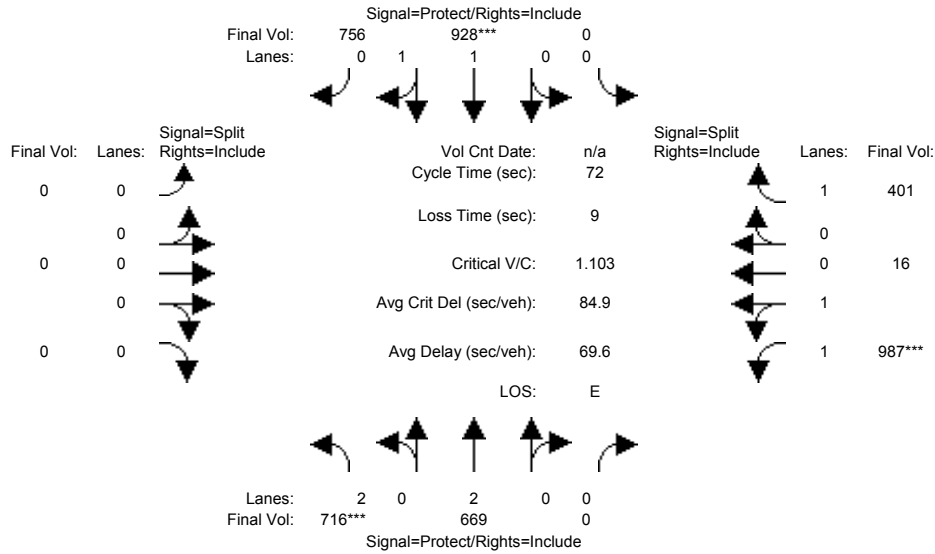 Signal=Protect/Rights=Include
Final Vol: 756 928*** 0
Lanes: 0 1 1 0 0
Signal=Split Signal=Split
Final Vol: Lanes: Rights=Include Vol Cnt Date: n/a Rights=Include Lanes: Final Vol:
Cycle Time (sec): 72
0 0 1 401
Loss Time (sec): 9
0 0
0 0 Critical V/C: 1.103 0 16
0 Avg Crit Del (sec/veh): 84.9 1
0 0 Avg Delay (sec/veh): 69.6 1 987***
LOS: E
Lanes: 2 0 2 0 0
Final Vol: 716*** 669 0
Signal=Protect/Rights=Include